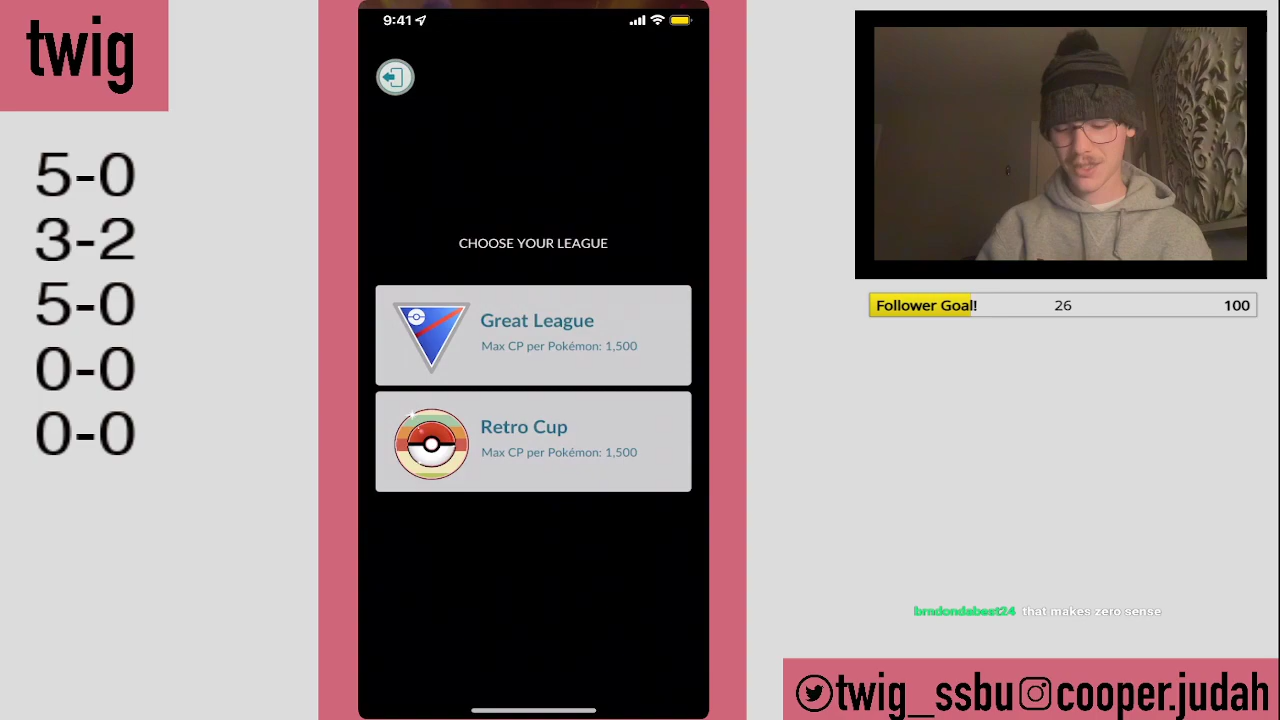 twig
5-0
3-2
5-0
0-0
0-0
9:41
CHOOSE YOUR LEAGUE
Great League
Max CP per Pokémon: 1,500
Retro Cup
Max CP per Pokémon: 1,500
Follower Goal! 26 100
brndondabest24 that makes zero sense
twig_ssbu cooper.judah